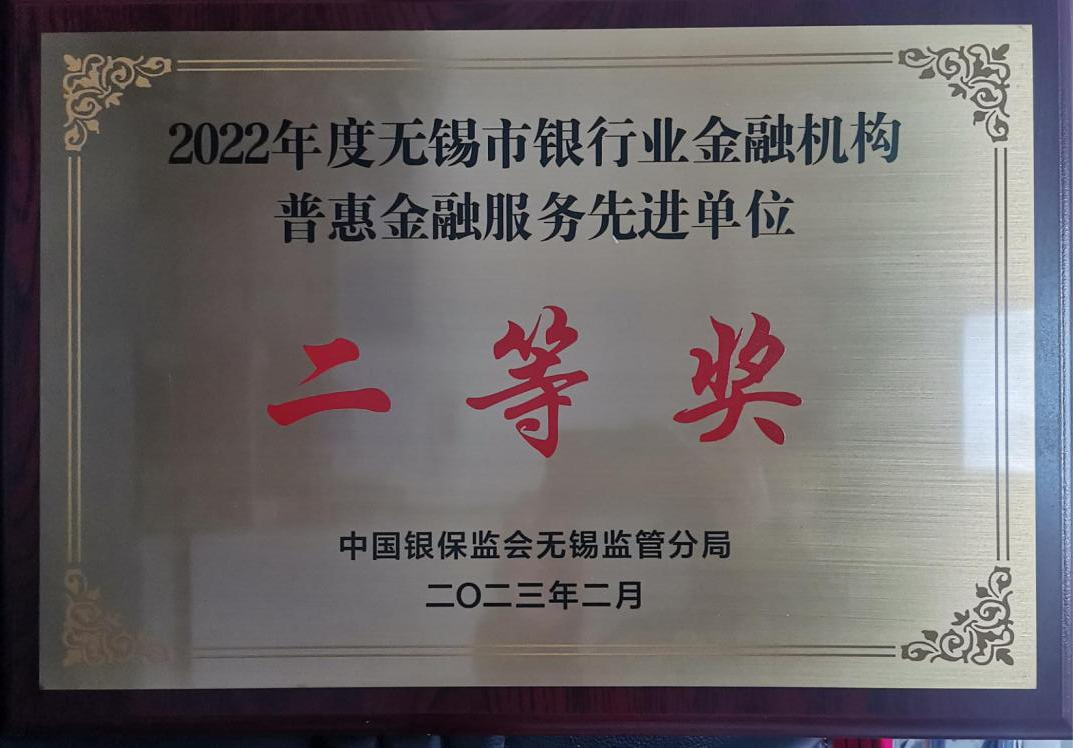 2022年度无锡市银行业金融机构
普惠金融服务先进单位
二等奖
中国银保监会无锡监管分局
二〇二三年二月